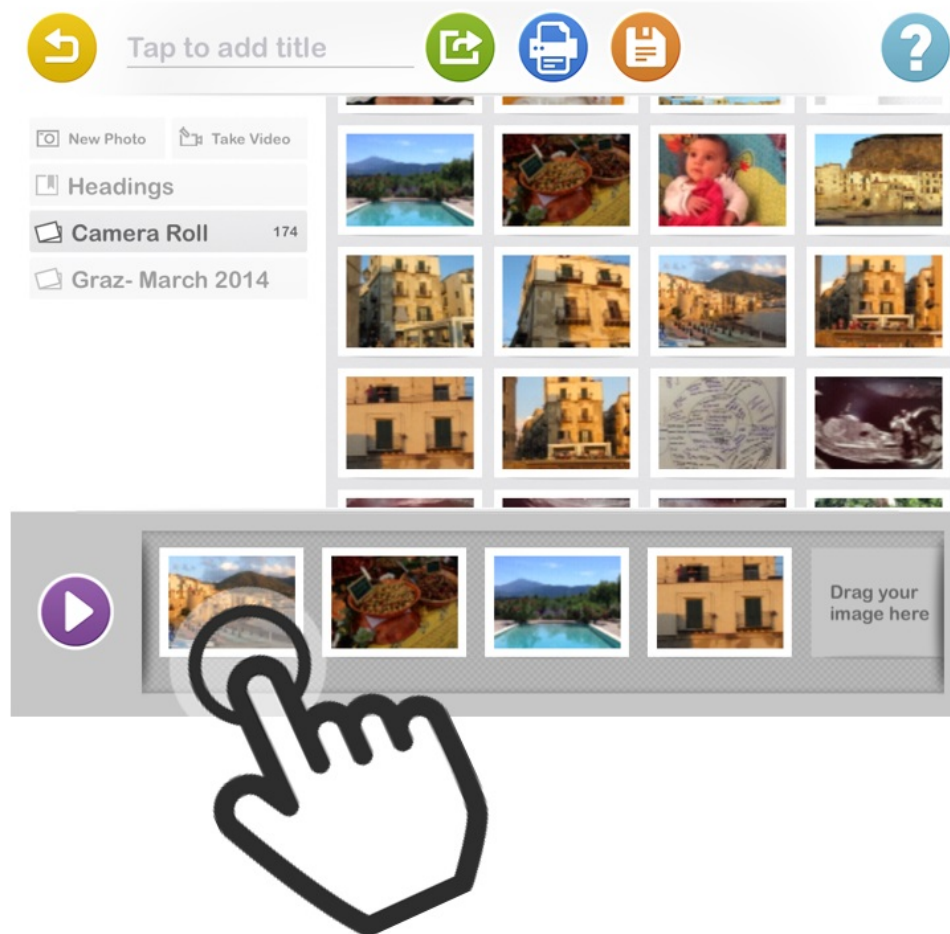 Tap to add title
New Photo
Take Video
Headings
Camera Roll 174
Graz- March 2014
Drag your
image here